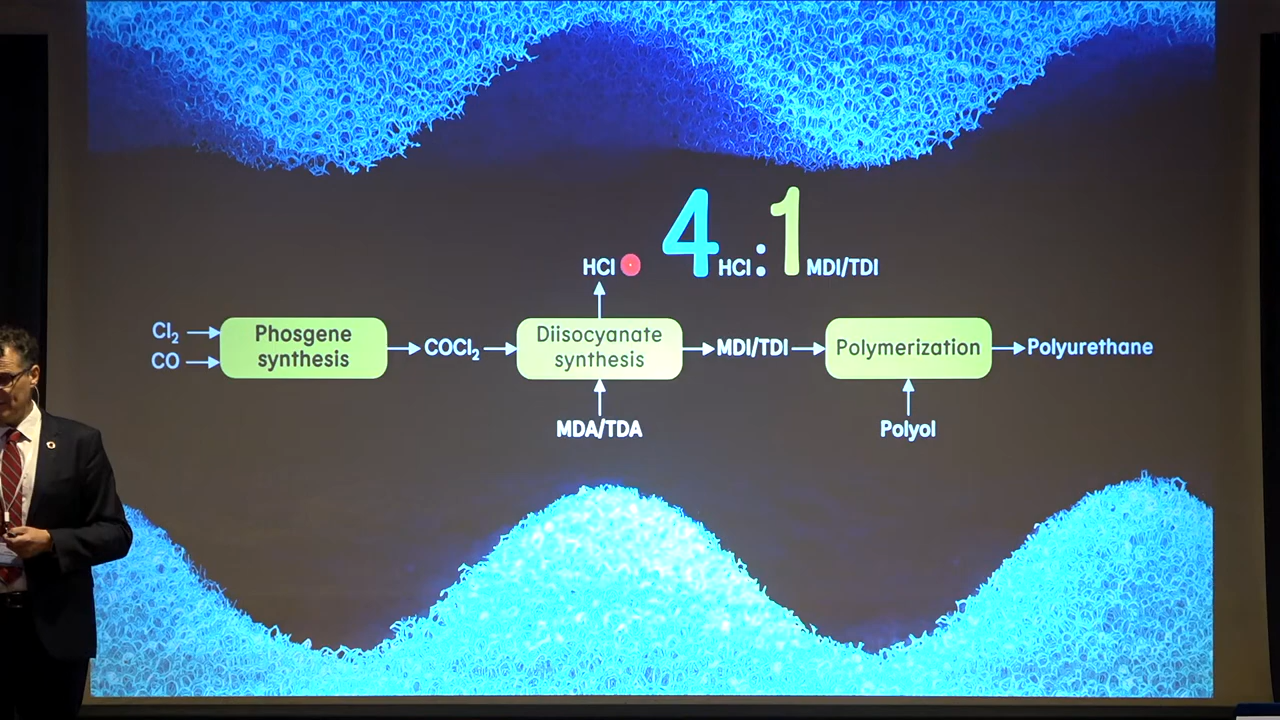 4 HCl : 1 MDI/TDI
HCl
Cl₂
CO
Phosgene
synthesis
COCl₂
Diisocyanate
synthesis
MDI/TDI
Polymerization
Polyurethane
MDA/TDA
Polyol